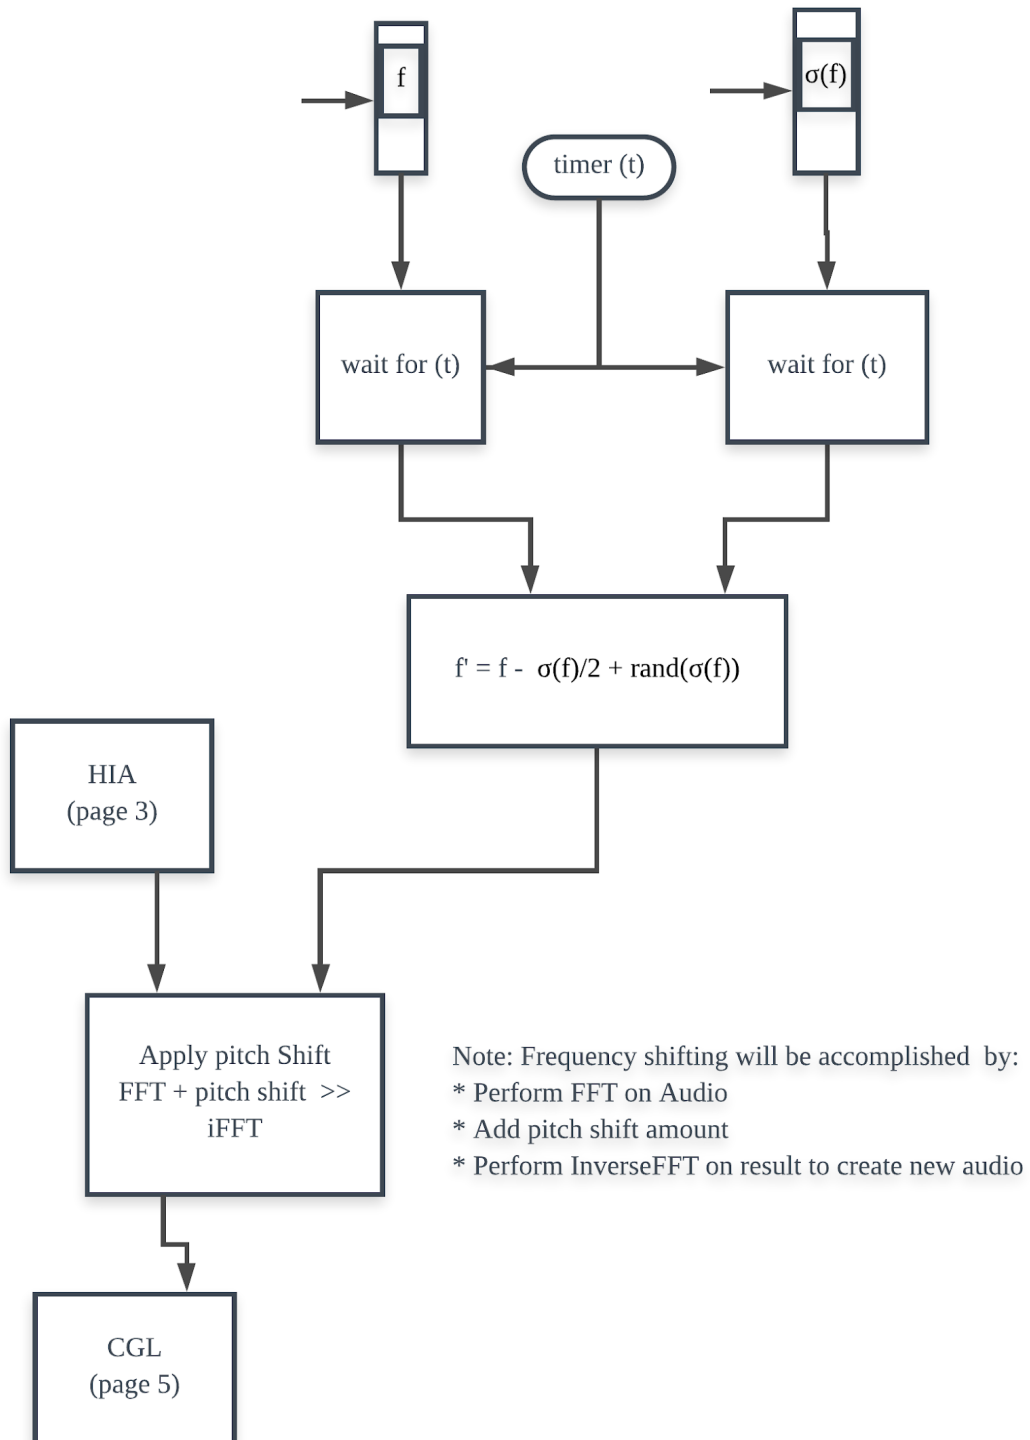 f
σ(f)
timer (t)
wait for (t)
wait for (t)
f' = f - σ(f)/2 + rand(σ(f))
HIA
(page 3)
Apply pitch Shift
FFT + pitch shift >>
iFFT
Note: Frequency shifting will be accomplished by:
* Perform FFT on Audio
* Add pitch shift amount
* Perform InverseFFT on result to create new audio
CGL
(page 5)